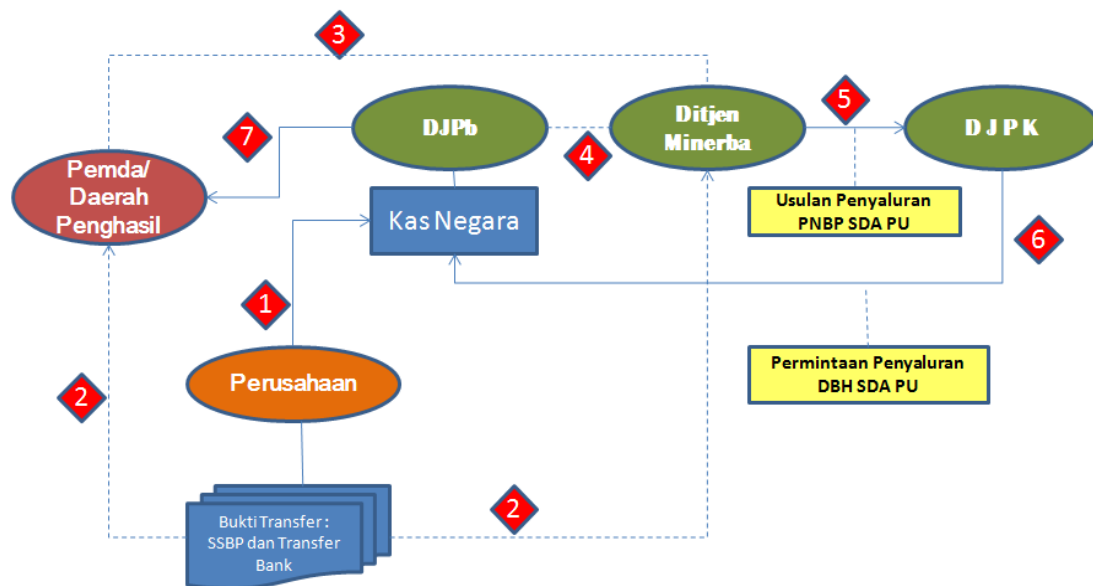 3
DJPb
Ditjen
Minerba
5
D J P K
7
4
Pemda/
Daerah
Penghasil
Kas Negara
Usulan Penyaluran
PNBP SDA PU
6
1
Perusahaan
Permintaan Penyaluran
DBH SDA PU
2
2
Bukti Transfer :
SSBP dan Transfer
Bank